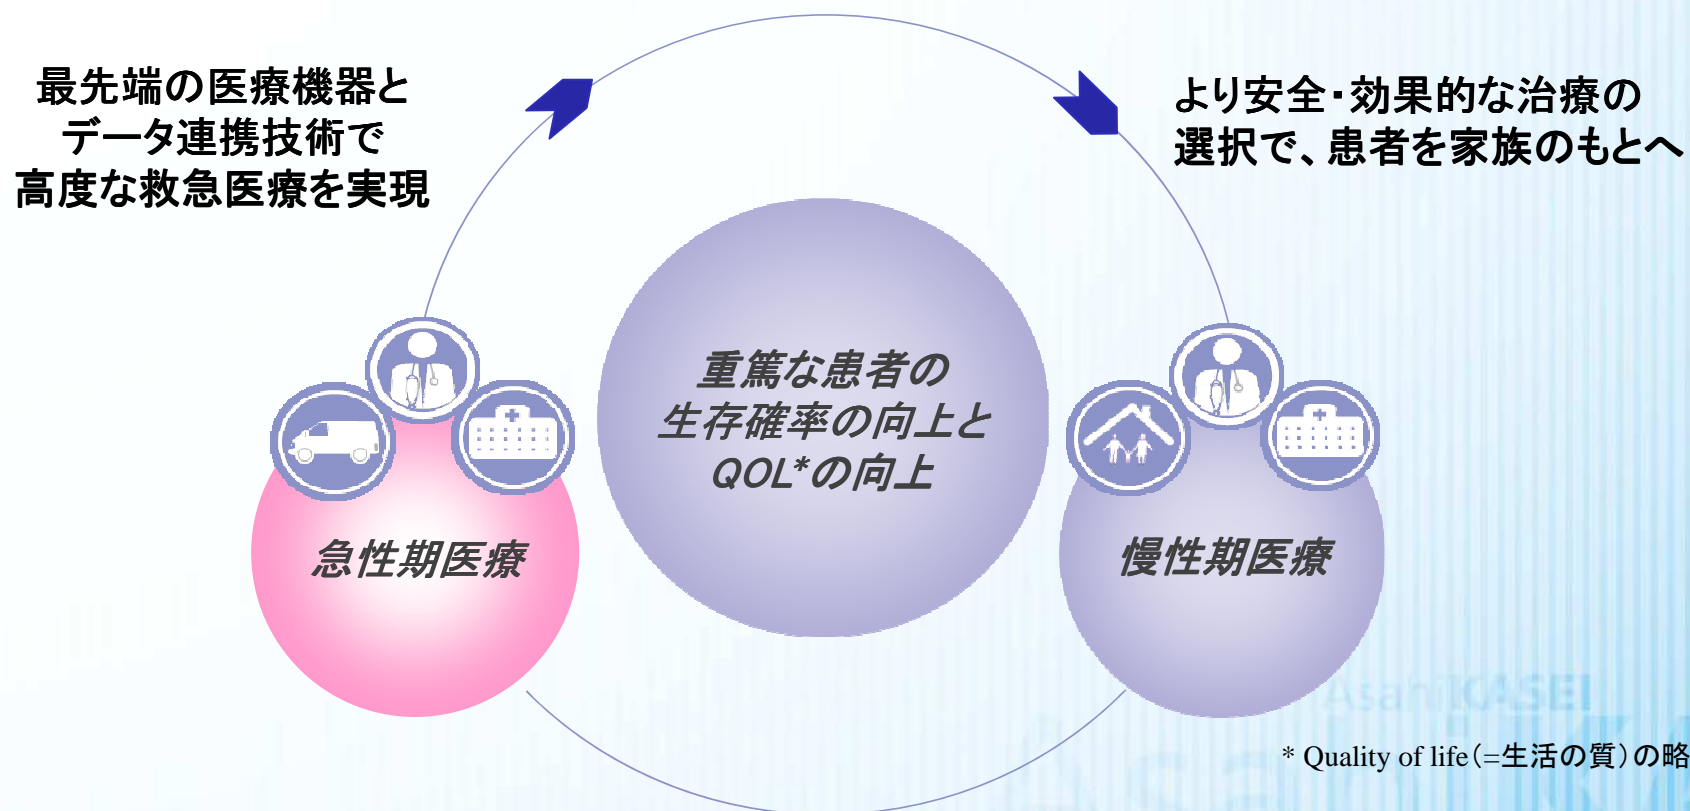 最先端の医療機器と
データ連携技術で
高度な救急医療を実現
より安全・効果的な治療の
選択で、患者を家族のもとへ
重篤な患者の
生存確率の向上と
QOL*の向上
急性期医療
慢性期医療
Asahi KASEI
* Quality of life（=生活の質）の略